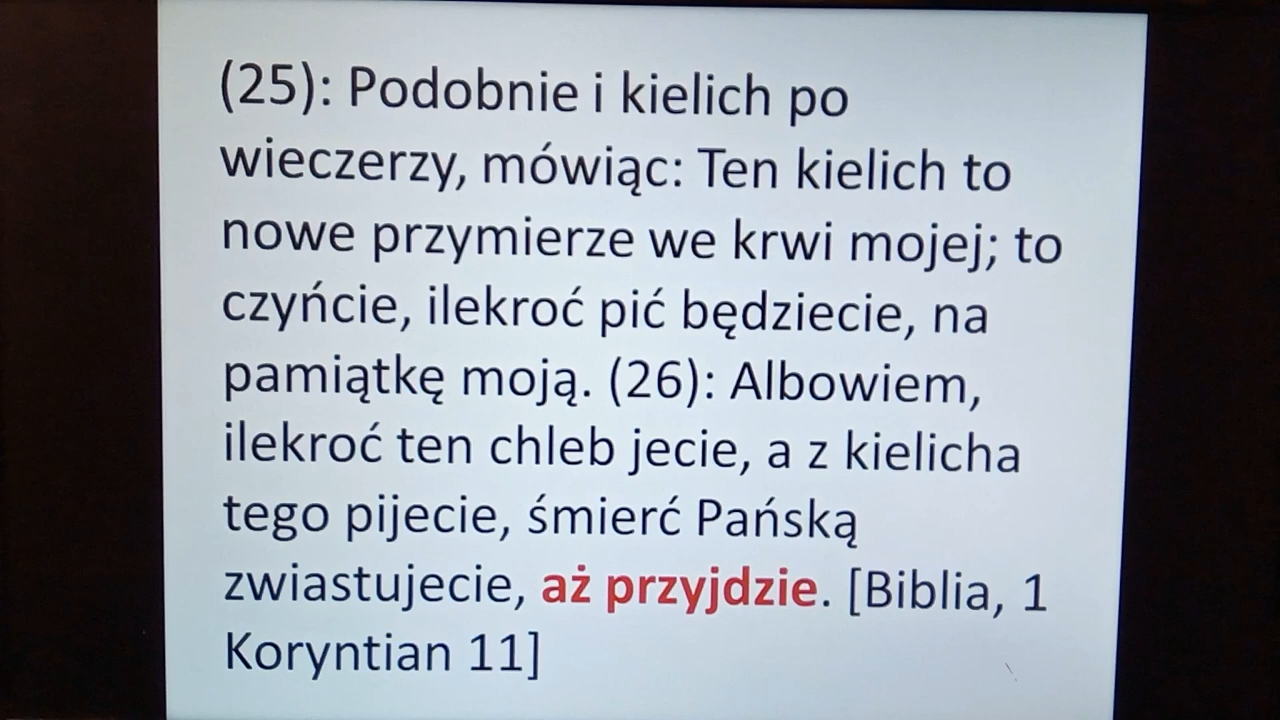 (25): Podobnie i kielich po
wieczerzy, mówiąc: Ten kielich to
nowe przymierze we krwi mojej; to
czyńcie, ilekroć pić będziecie, na
pamiątkę moją. (26): Albowiem,
ilekroć ten chleb jecie, a z kielicha
tego pijecie, śmierć Pańską
zwiastujecie, aż przyjdzie. [Biblia, 1
Koryntian 11]